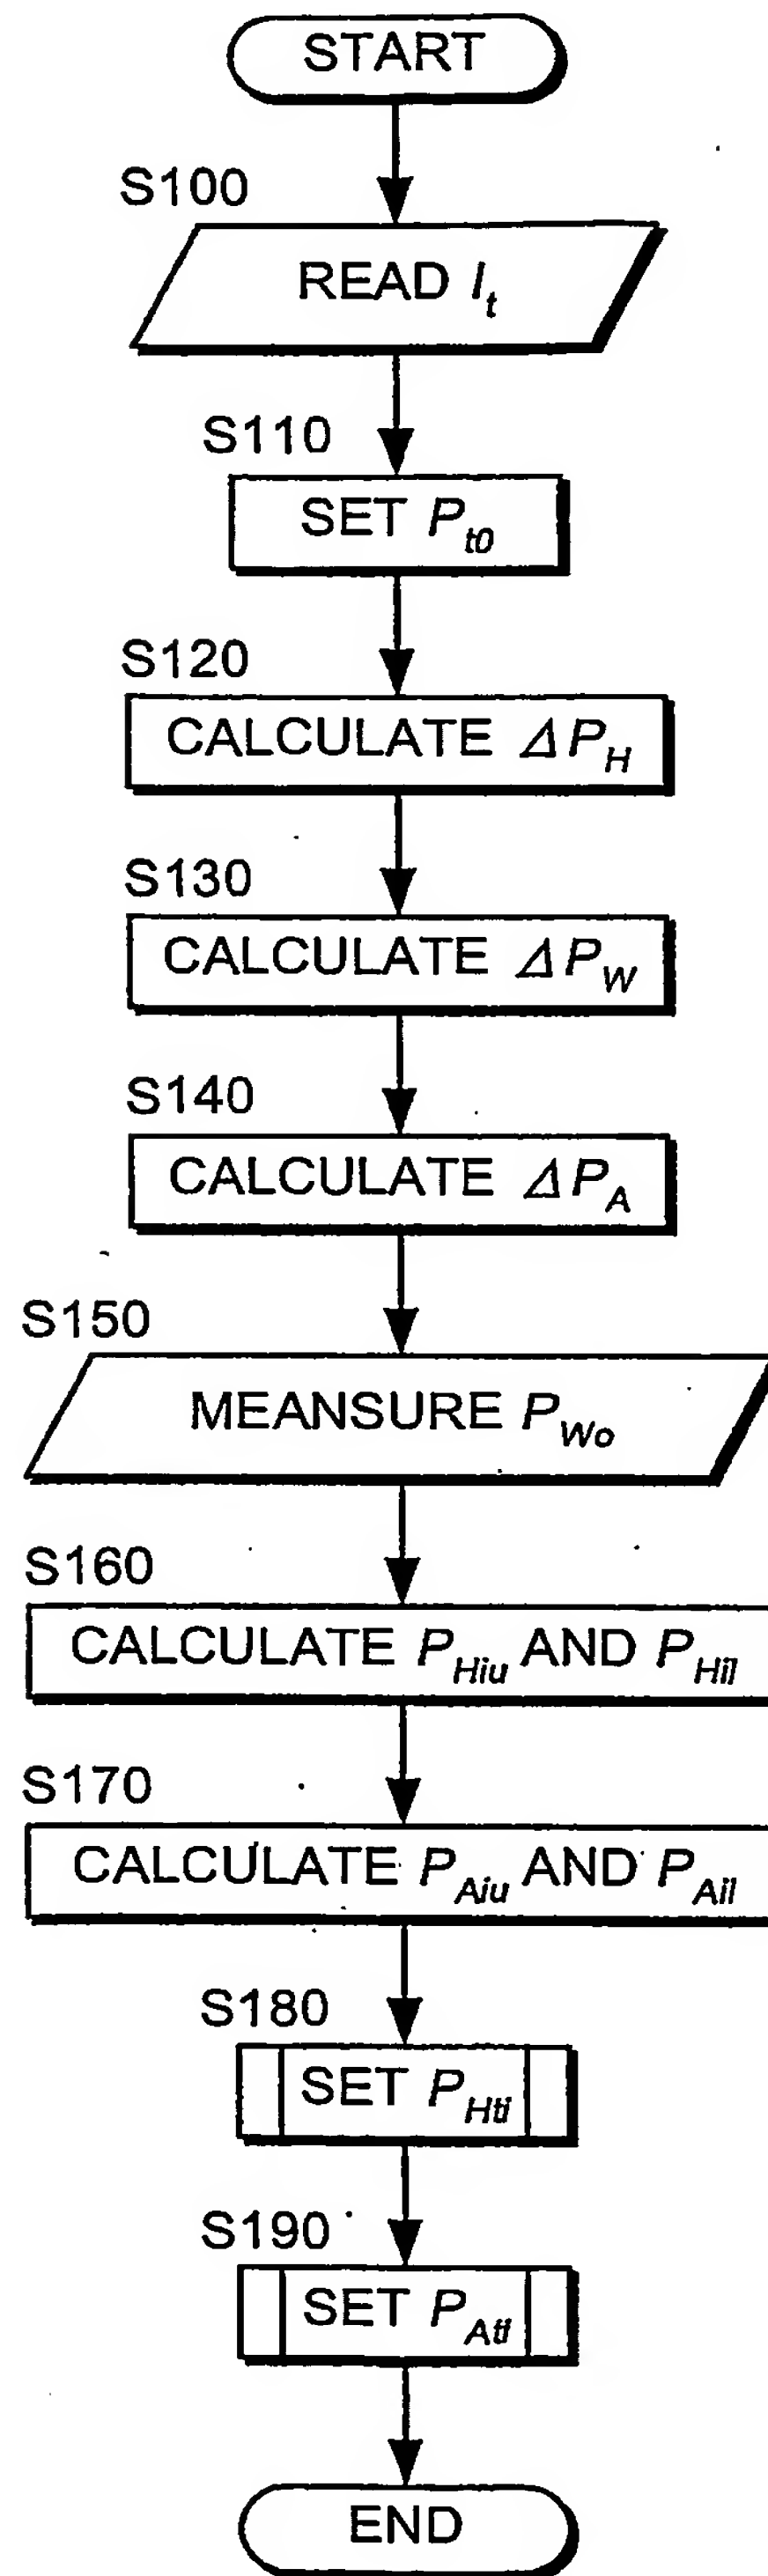 START
S100
READ I_t
S110
SET P_t0
S120
CALCULATE ΔP_H
S130
CALCULATE ΔP_W
S140
CALCULATE ΔP_A
S150
MEANSURE P_Wo
S160
CALCULATE P_Hiu AND P_Hil
S170
CALCULATE P_Aiu AND P_Ail
S180
SET P_Hti
S190
SET P_Ati
END